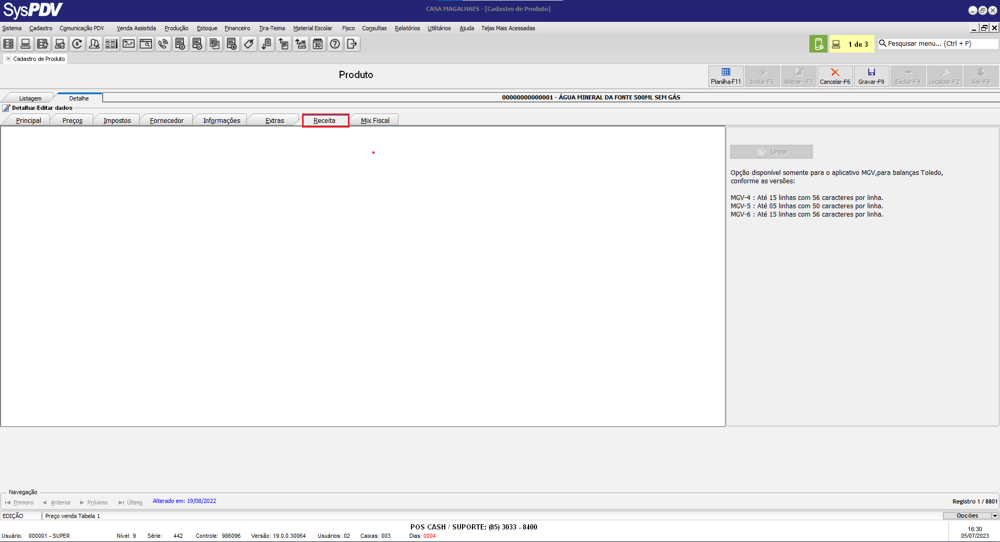 SysPDV
CASA MAGALHAES - [Cadastro de Produto]
Sistema Cadastro Comunicação PDV Venda Assistida Produção Estoque Financeiro Tira-Teima Material Escolar Fisco Consultas Relatórios Utilitários Ajuda Telas Mais Acessadas
30 ? 1 de 3 Pesquisar menu... (Ctrl + P)
Cadastro de Produto
Produto
Planilha-F11 Incluir-F5 Alterar - F7 Cancelar-F6 Gravar-F9 Excluir-F4 Localizar-F2 Sair-F8
Listagem Detalhe 00000000000001 - ÁGUA MINERAL DA FONTE 500ML SEM GÁS
Detalhar/Editar dados
Principal Preços Impostos Fornecedor Informações Extras Receita Mix Fiscal
Limpar
Opção disponível somente para o aplicativo MGV,para balanças Toledo,
conforme as versões:
MGV-4 : Até 15 linhas com 56 caracteres por linha.
MGV-5 : Até 05 linhas com 50 caracteres por linha.
MGV-6 : Até 15 linhas com 56 caracteres por linha.
Navegação
Primeiro Anterior Próximo Último Alterado em: 19/08/2022 Registro 1 / 8801
EDIÇÃO Preço venda Tabela 1 Opções
POS CASH / SUPORTE: (85) 3033 - 8400
Usuário: 000001 - SUPER Nível: 9 Série: 442 Controle: 986096 Versão: 19.0.0.30064 Usuários: 02 Caixas: 003 Dias: 0004
16:30
05/07/2023